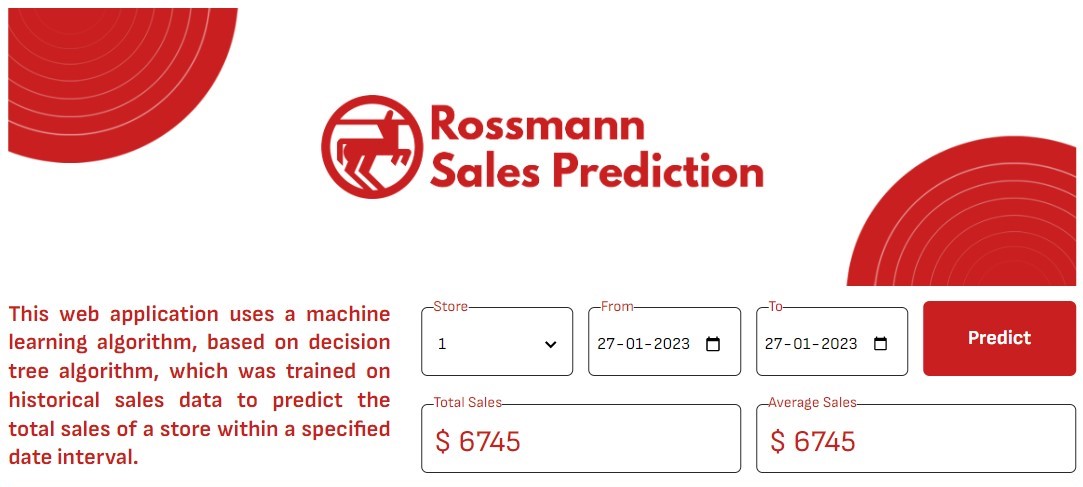 Rossmann
Sales Prediction
This web application uses a machine
learning algorithm, based on decision
tree algorithm, which was trained on
historical sales data to predict the
total sales of a store within a specified
date interval.
Store
1
From
27-01-2023
To
27-01-2023
Predict
Total Sales
$ 6745
Average Sales
$ 6745